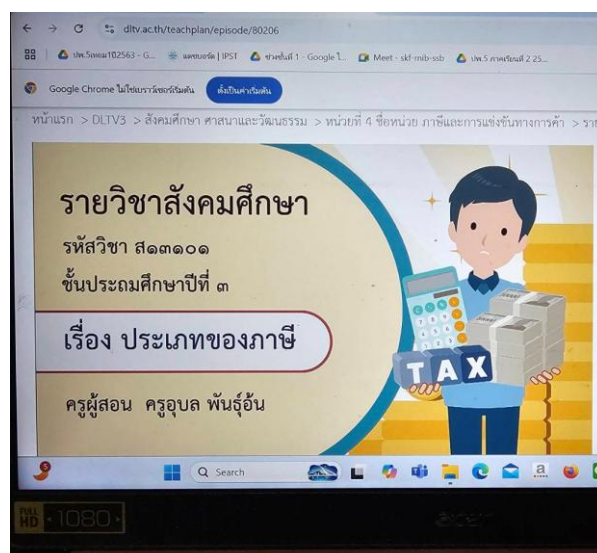 dltv.ac.th/teachplan/episode/80206
Meet - skf-mib-ssb
Google Chrome ไม่ใช่เบราว์เซอร์เริ่มต้น
ตั้งเป็นค่าเริ่มต้น
หน้าแรก > DLTV3 > สังคมศึกษา ศาสนาและวัฒนธรรม > หน่วยที่ 4 ชื่อหน่วย ภาษีและการแข่งขันทางการค้า >
รายวิชาสังคมศึกษา
รหัสวิชา ส๑๓๑๐๑
ชั้นประถมศึกษาปีที่ ๓
เรื่อง ประเภทของภาษี
TAX
ครูผู้สอน ครูอุบล พันธุ์อ้น
Search
FULL HD 1080
acer